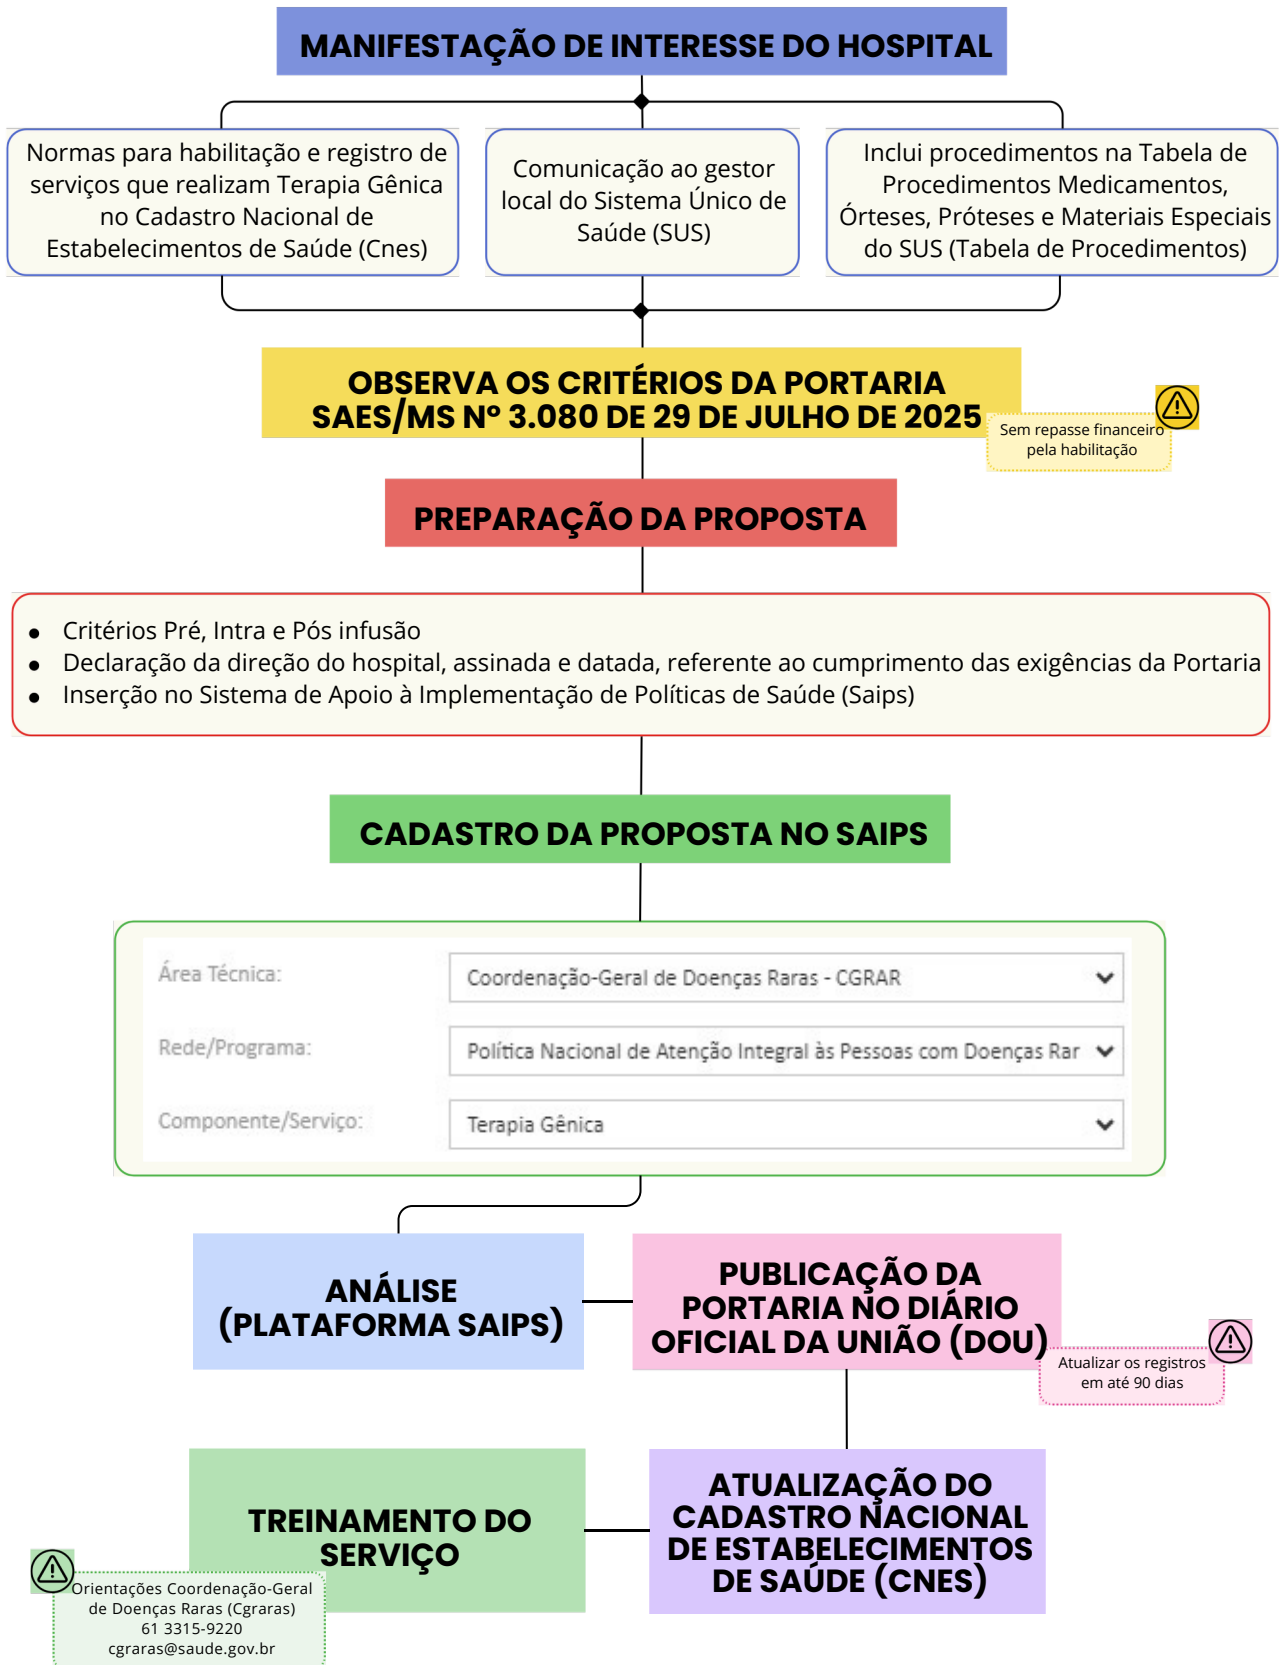 MANIFESTAÇÃO DE INTERESSE DO HOSPITAL
Normas para habilitação e registro de
serviços que realizam Terapia Gênica
no Cadastro Nacional de
Estabelecimentos de Saúde (Cnes)
Comunicação ao gestor
local do Sistema Único de
Saúde (SUS)
Inclui procedimentos na Tabela de
Procedimentos Medicamentos,
Órteses, Próteses e Materiais Especiais
do SUS (Tabela de Procedimentos)
OBSERVA OS CRITÉRIOS DA PORTARIA
SAES/MS Nº 3.080 DE 29 DE JULHO DE 2025
Sem repasse financeiro
pela habilitação
PREPARAÇÃO DA PROPOSTA
• Critérios Pré, Intra e Pós infusão
• Declaração da direção do hospital, assinada e datada, referente ao cumprimento das exigências da Portaria
• Inserção no Sistema de Apoio à Implementação de Políticas de Saúde (Saips)
CADASTRO DA PROPOSTA NO SAIPS
Área Técnica: Coordenação-Geral de Doenças Raras - CGRAR
Rede/Programa: Política Nacional de Atenção Integral às Pessoas com Doenças Rar
Componente/Serviço: Terapia Gênica
ANÁLISE
(PLATAFORMA SAIPS)
PUBLICAÇÃO DA
PORTARIA NO DIÁRIO
OFICIAL DA UNIÃO (DOU)
Atualizar os registros
em até 90 dias
ATUALIZAÇÃO DO
CADASTRO NACIONAL
DE ESTABELECIMENTOS
DE SAÚDE (CNES)
TREINAMENTO DO
SERVIÇO
Orientações Coordenação-Geral
de Doenças Raras (Cgraras)
61 3315-9220
cgraras@saude.gov.br